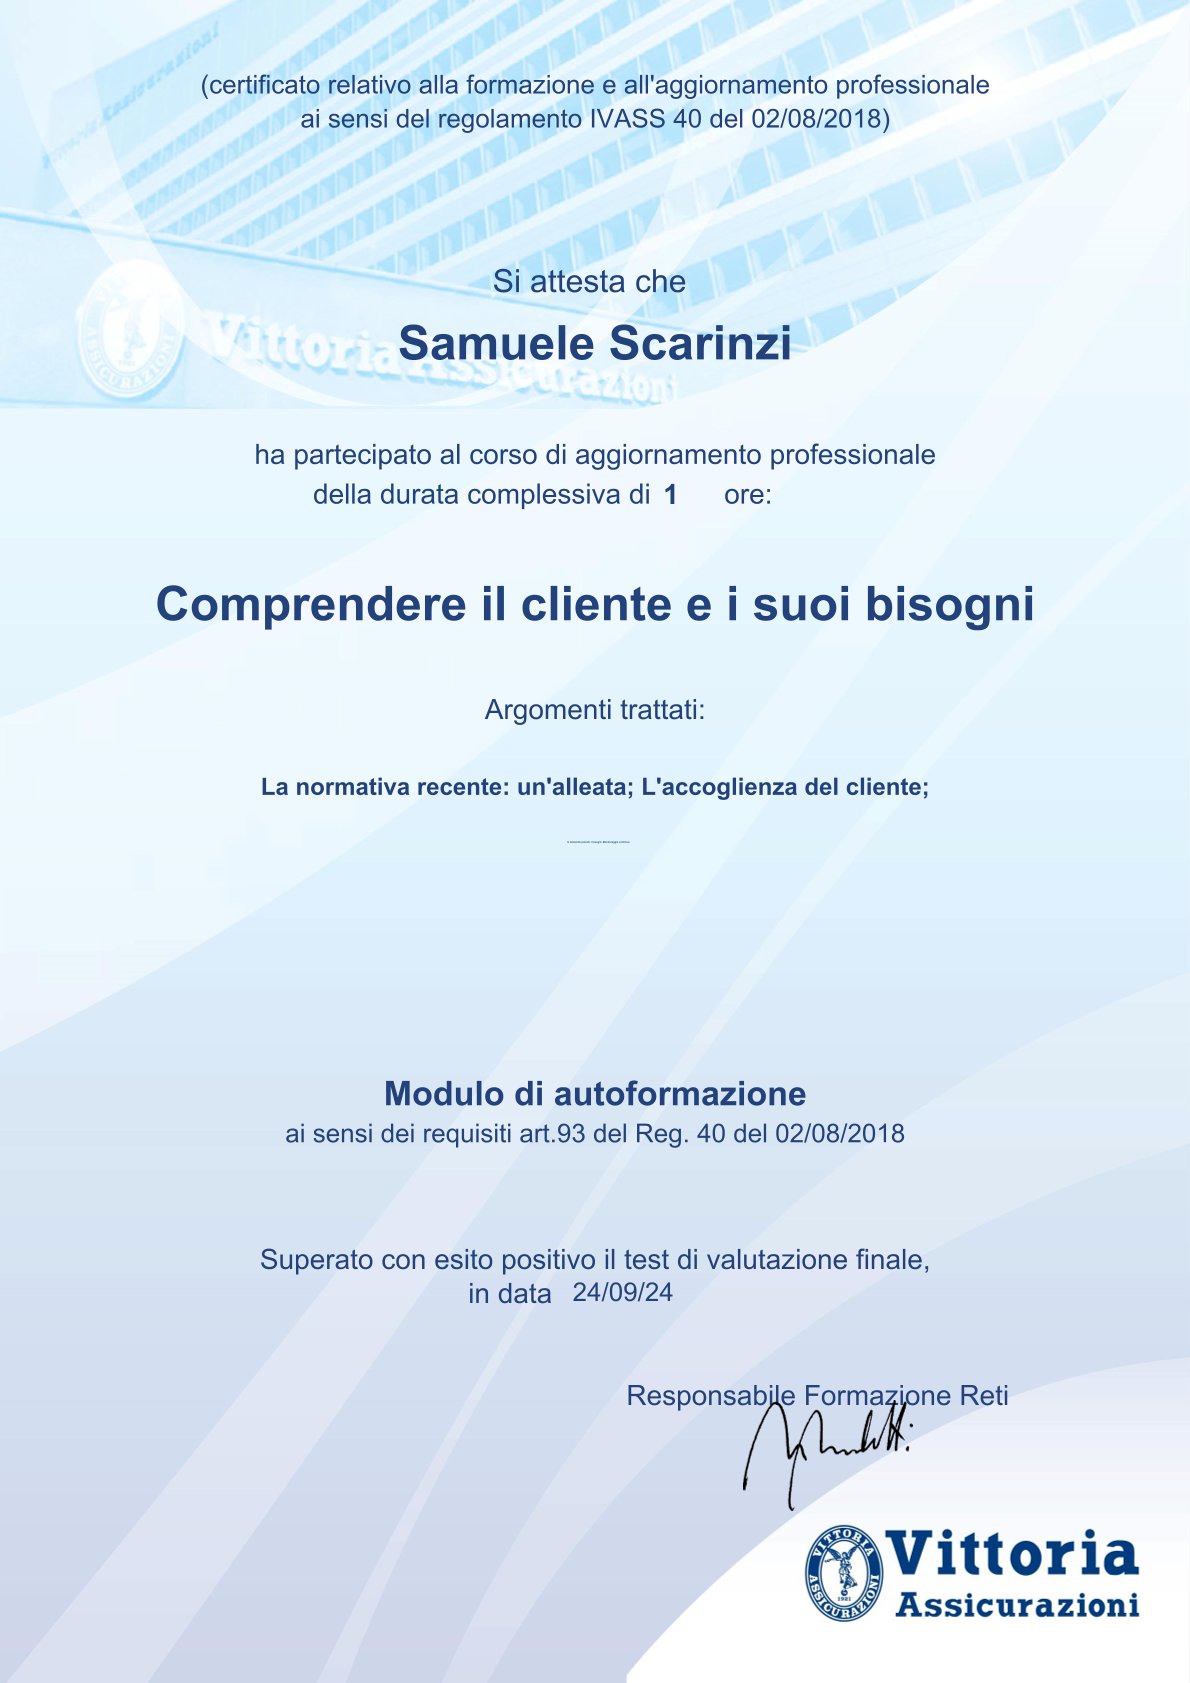 (certificato relativo alla formazione e all'aggiornamento professionale
ai sensi del regolamento IVASS 40 del 02/08/2018)
Si attesta che
Samuele Scarinzi
Vittoria Assicurazioni
ha partecipato al corso di aggiornamento professionale
della durata complessiva di 1 ore:
Comprendere il cliente e i suoi bisogni
Argomenti trattati:
La normativa recente: un'alleata; L'accoglienza del cliente;
Modulo di autoformazione
ai sensi dei requisiti art.93 del Reg. 40 del 02/08/2018
Superato con esito positivo il test di valutazione finale,
in data 24/09/24
Responsabile Formazione Reti
VITTORIA ASSICURAZIONI 1921
Vittoria
Assicurazioni